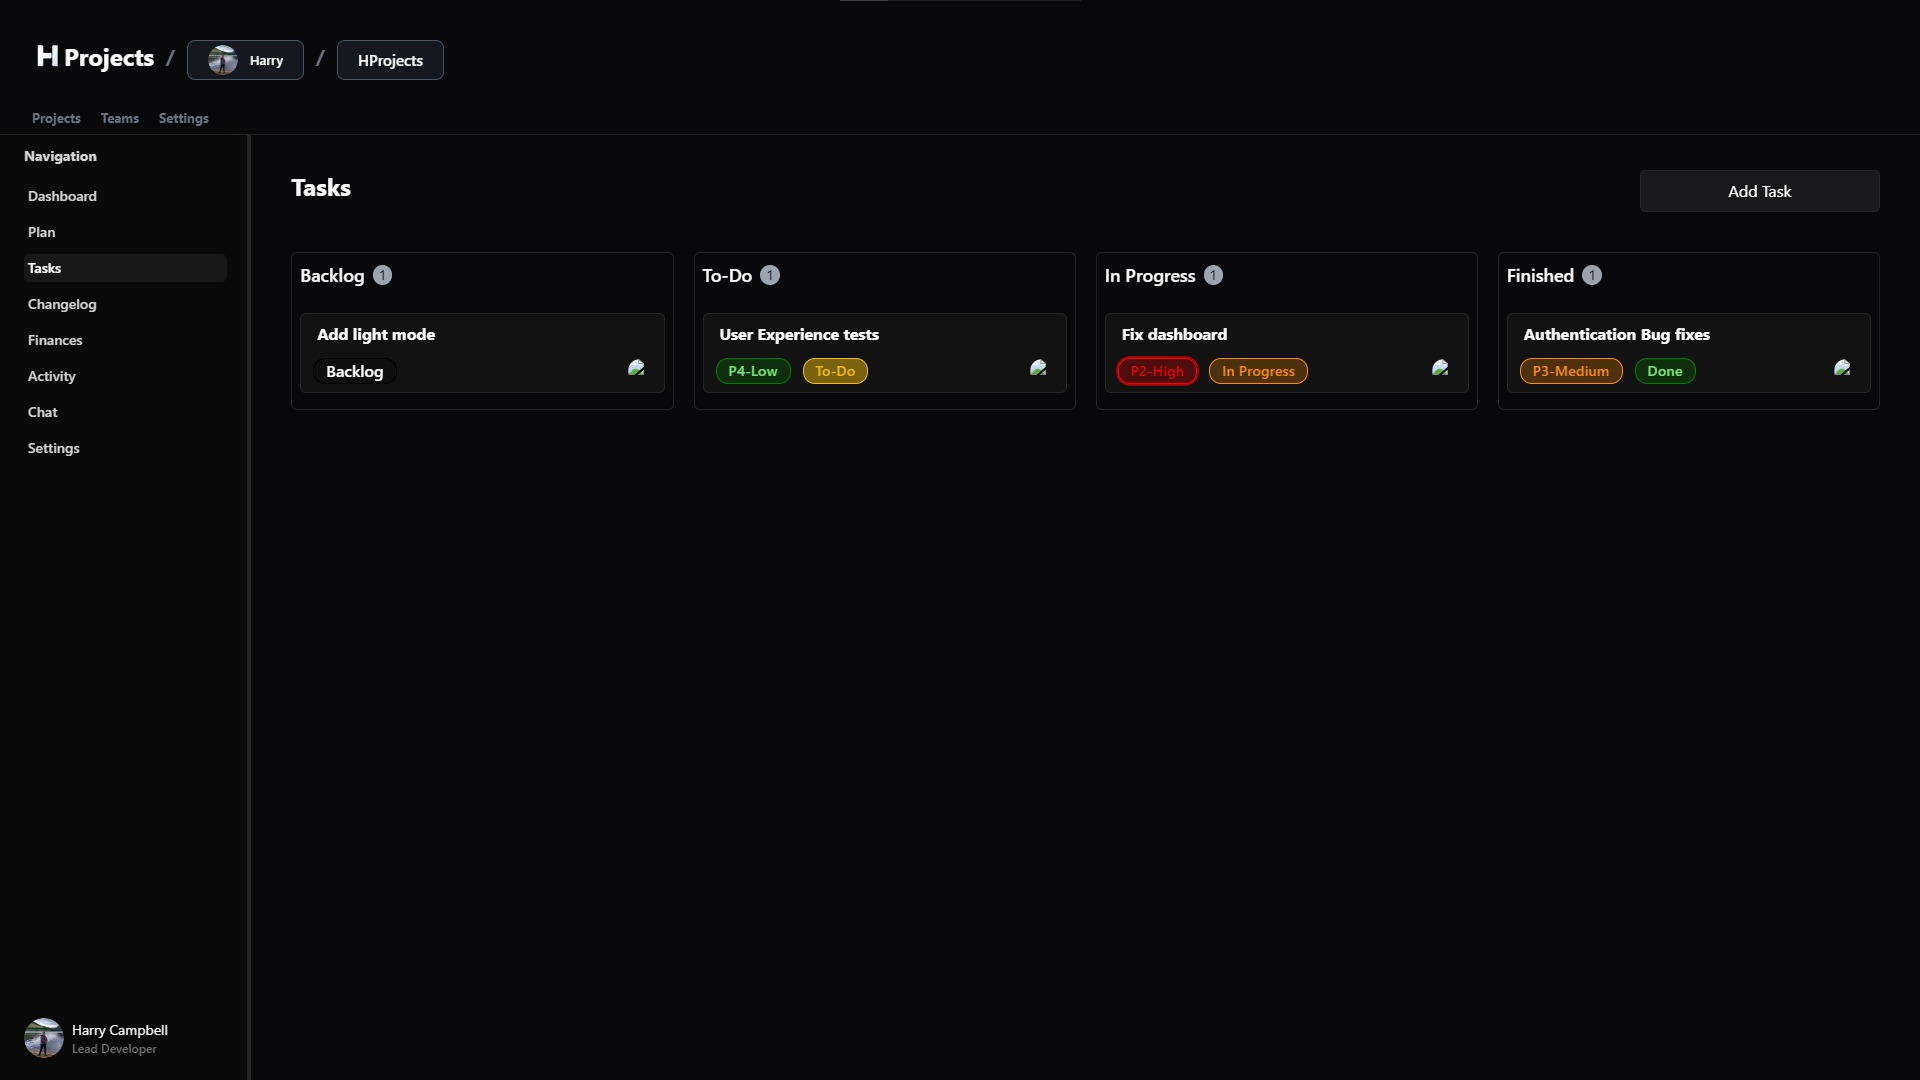 H Projects / Harry / HProjects
Projects Teams Settings
Navigation
Dashboard
Plan
Tasks
Changelog
Finances
Activity
Chat
Settings
Harry Campbell
Lead Developer
Tasks
Add Task
Backlog 1
Add light mode
Backlog
To-Do 1
User Experience tests
P4-Low To-Do
In Progress 1
Fix dashboard
P2-High In Progress
Finished 1
Authentication Bug fixes
P3-Medium Done